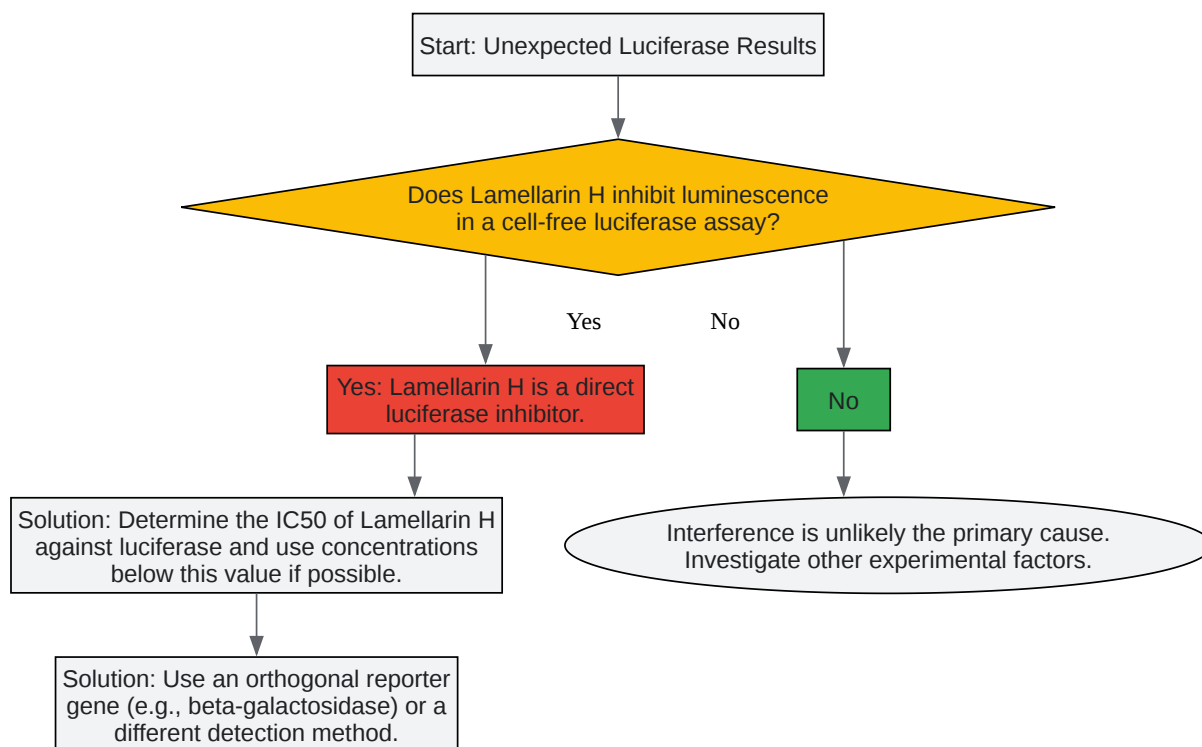 Start: Unexpected Luciferase Results
Does Lamellarin H inhibit luminescence
in a cell-free luciferase assay?
Yes
No
Yes: Lamellarin H is a direct
luciferase inhibitor.
No
Solution: Determine the IC50 of Lamellarin H
against luciferase and use concentrations
below this value if possible.
Interference is unlikely the primary cause.
Investigate other experimental factors.
Solution: Use an orthogonal reporter
gene (e.g., beta-galactosidase) or a
different detection method.